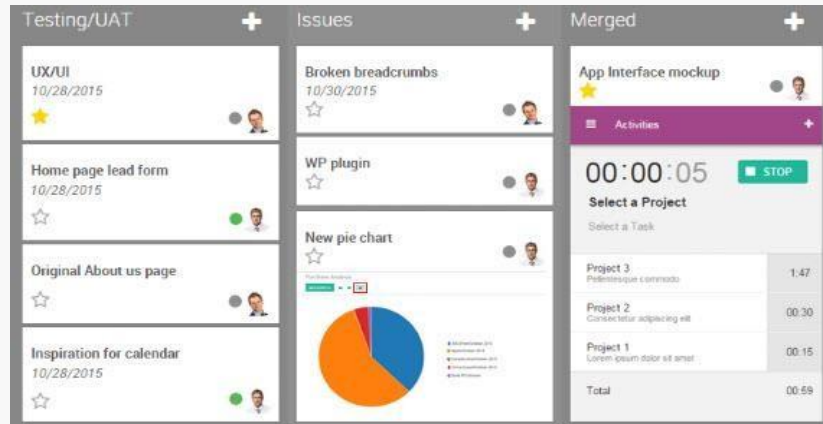 Testing/UAT
UX/UI
10/28/2015
Home page lead form
10/28/2015
Original About us page
Inspiration for calendar
10/28/2015
Issues
Broken breadcrumbs
10/30/2015
WP plugin
New pie chart
Merged
App Interface mockup
Activities
00:00:05
STOP
Select a Project
Select a Task
Project 3
Pellentesque commodo
1:47
Project 2
Consectetur adipiscing elit
00:30
Project 1
Lorem ipsum dolor sit amet
00:15
Total
00:59